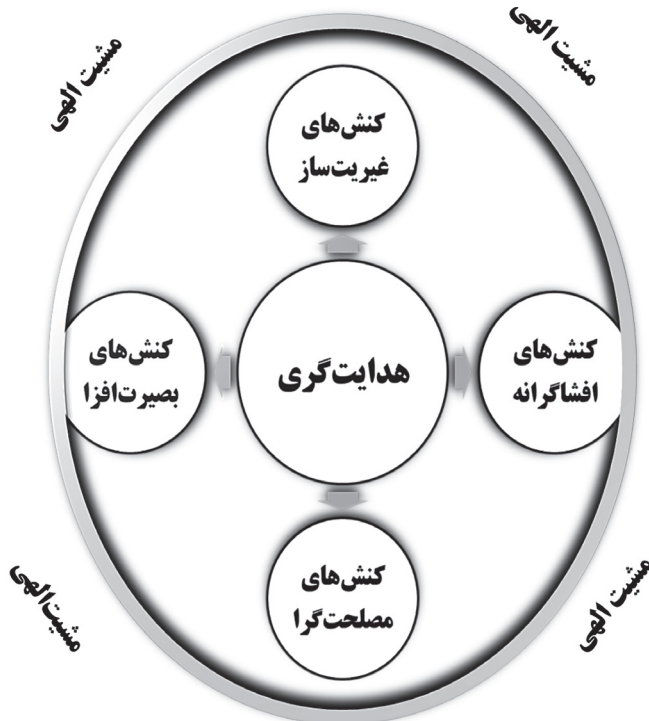 مشیت الهی
مشیت الهی
کنش‌های
غیریت‌ساز
کنش‌های
افشاگرانه
هدایت‌گری
کنش‌های
بصیرت‌افزا
کنش‌های
مصلحت‌گرا
مشیت الهی
مشیت الهی